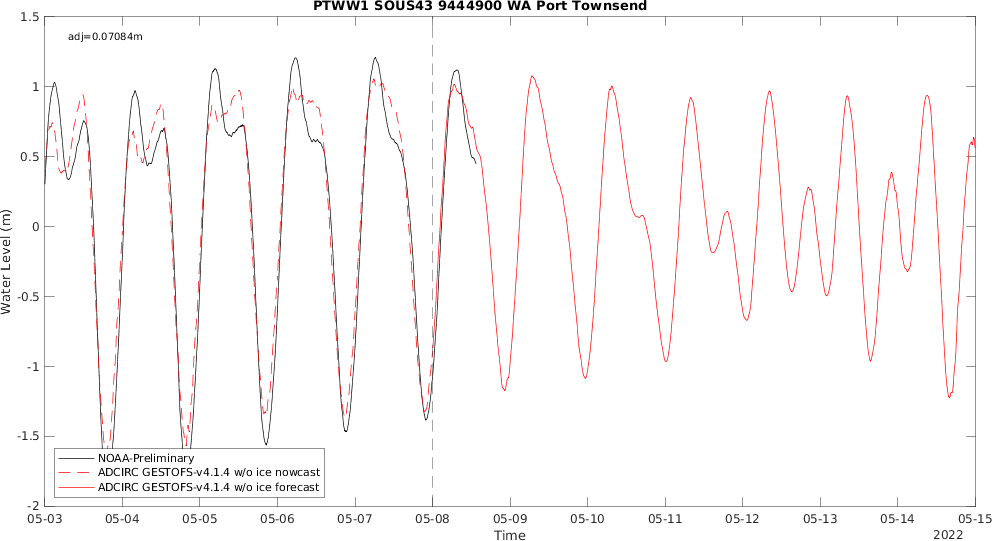 PTWW1 SOUS43 9444900 WA Port Townsend
adj=0.07084m
1.5
1
0.5
0
-0.5
-1
-1.5
-2
Water Level (m)
NOAA-Preliminary
ADCIRC GESTOFS-v4.1.4 w/o ice nowcast
ADCIRC GESTOFS-v4.1.4 w/o ice forecast
05-03 05-04 05-05 05-06 05-07 05-08 05-09 05-10 05-11 05-12 05-13 05-14 05-15
Time
2022